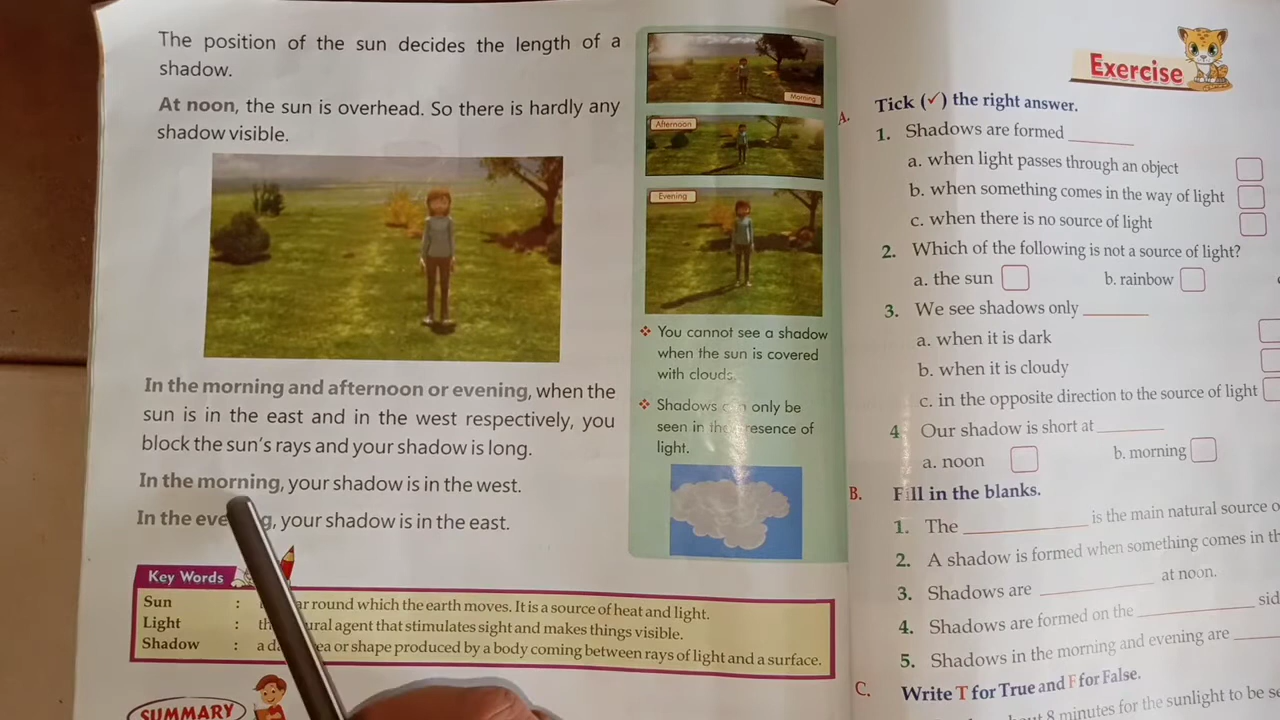 The position of the sun decides the length of a
shadow.
At noon, the sun is overhead. So there is hardly any
shadow visible.
In the morning and afternoon or evening, when the
sun is in the east and in the west respectively, you
block the sun's rays and your shadow is long.
In the morning, your shadow is in the west.
In the eve g, your shadow is in the east.
Key Words
Sun : ar round which the earth moves. It is a source of heat and light.
Light : th ural agent that stimulates sight and makes things visible.
Shadow : a da ea or shape produced by a body coming between rays of light and a surface.
SUMMARY
Morning
Afternoon
Evening
❖ You cannot see a shadow
when the sun is covered
with clouds.
❖ Shadows can only be
seen in the presence of
light.
Exercise
A. Tick (✓) the right answer.
1. Shadows are formed ______
a. when light passes through an object
b. when something comes in the way of light
c. when there is no source of light
2. Which of the following is not a source of light?
a. the sun b. rainbow
3. We see shadows only ______
a. when it is dark
b. when it is cloudy
c. in the opposite direction to the source of light
4 Our shadow is short at ______
a. noon b. morning
B. Fill in the blanks.
1. The ______ is the main natural source o
2. A shadow is formed when something comes in th
3. Shadows are ______ at noon.
4. Shadows are formed on the ______ sid
5. Shadows in the morning and evening are ______
C. Write T for True and F for False.
8 minutes for the sunlight to be se